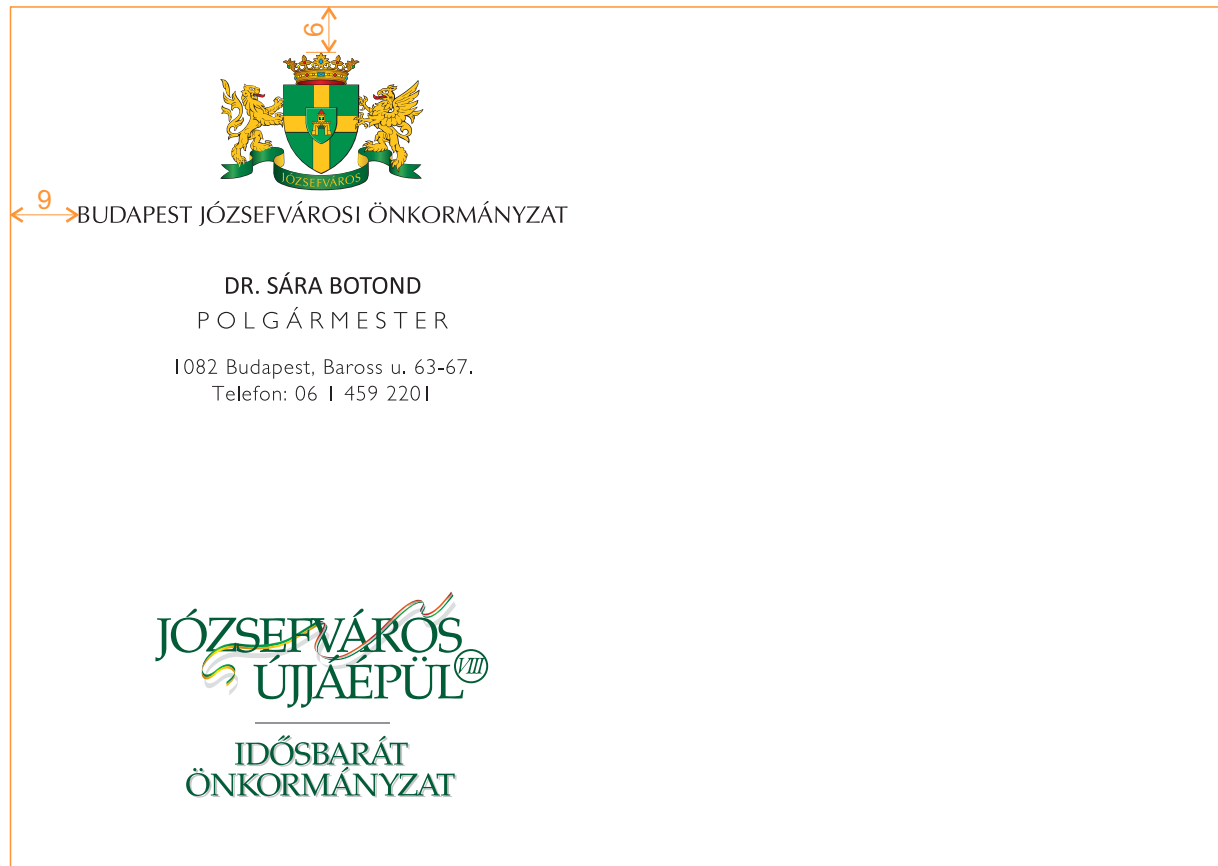 6
JÓZSEFVÁROS
9
BUDAPEST JÓZSEFVÁROSI ÖNKORMÁNYZAT
DR. SÁRA BOTOND
POLGÁRMESTER
1082 Budapest, Baross u. 63-67.
Telefon: 06 1 459 2201
JÓZSEFVÁROS
ÚJJÁÉPÜL VIII
IDŐSBARÁT
ÖNKORMÁNYZAT